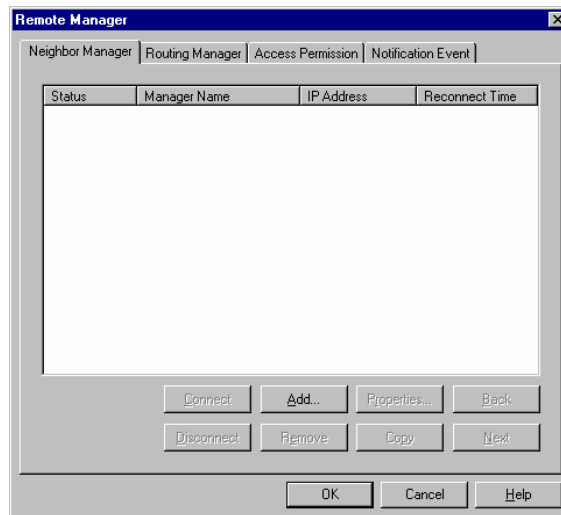 Remote Manager
Neighbor Manager Routing Manager Access Permission Notification Event
Status Manager Name IP Address Reconnect Time
Connect Add... Properties... Back
Disconnect Remove Copy Next
OK Cancel Help